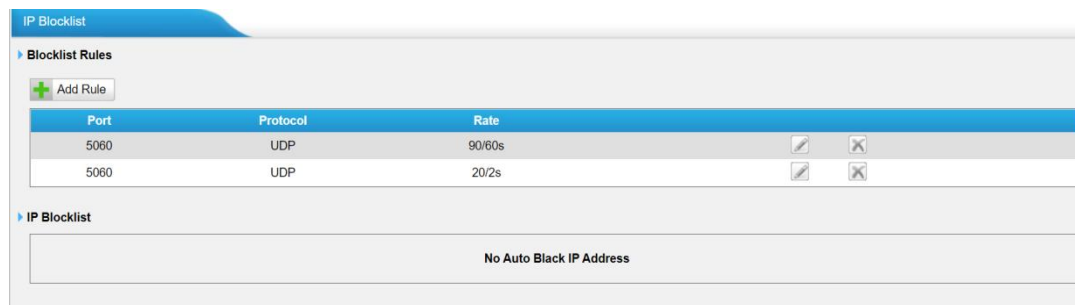 IP Blocklist
Blocklist Rules
Add Rule
Port Protocol Rate
5060 UDP 90/60s
5060 UDP 20/2s
IP Blocklist
No Auto Black IP Address